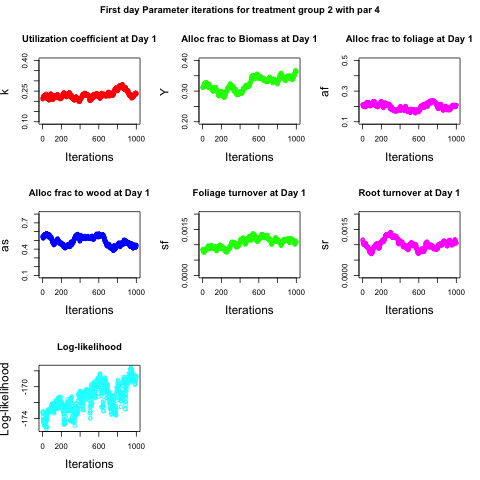 First day Parameter iterations for treatment group 2 with par 4
Utilization coefficient at Day 1
k
0.10 0.25 0.40
0 200 600 1000
Iterations
Alloc frac to Biomass at Day 1
Y
0.20 0.30 0.40
0 200 600 1000
Iterations
Alloc frac to foliage at Day 1
af
0.1 0.3 0.5
0 200 600 1000
Iterations
Alloc frac to wood at Day 1
as
0.1 0.4 0.7
0 200 600 1000
Iterations
Foliage turnover at Day 1
sf
0.0000 0.0015
0 200 600 1000
Iterations
Root turnover at Day 1
sr
0.0000 0.0015
0 200 600 1000
Iterations
Log-likelihood
Log-likelihood
-174 -170
0 200 600 1000
Iterations